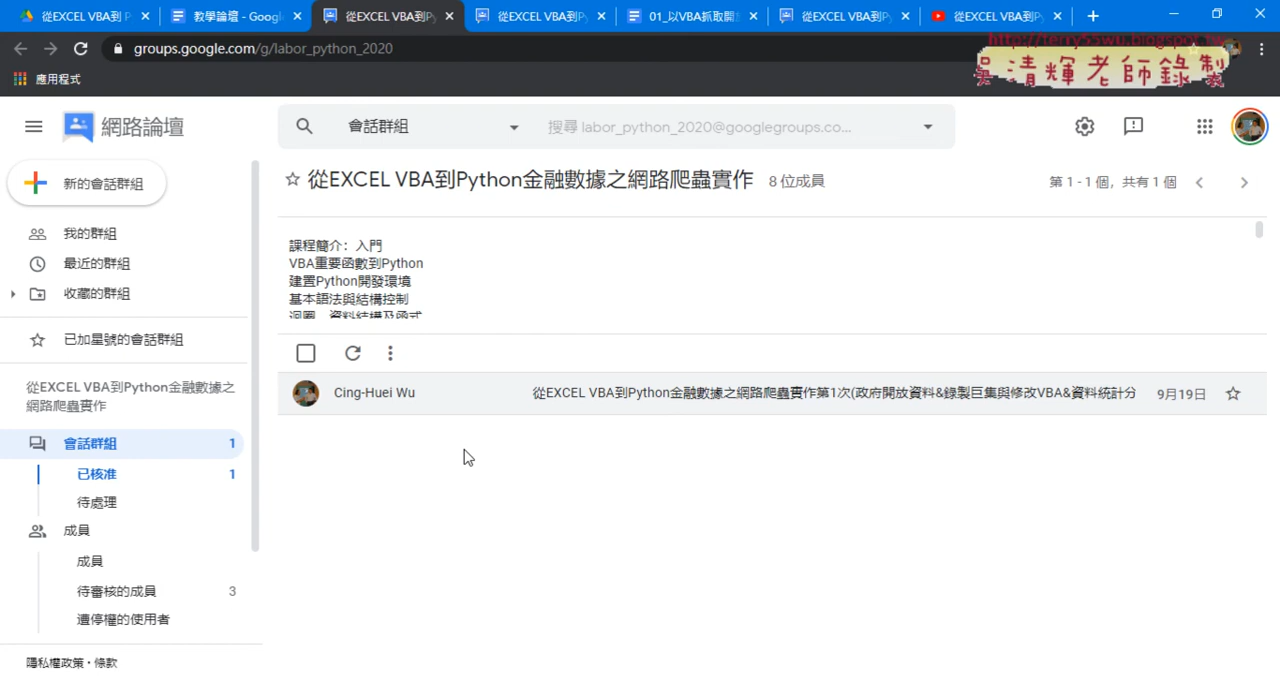 從EXCEL VBA到P
教學論壇 - Googl
從EXCEL VBA到Py
從EXCEL VBA到Py
01_以VBA抓取開
從EXCEL VBA到Py
從EXCEL VBA到Py
groups.google.com/g/labor_python_2020
http://terry55wu.blogspot.tw
吳清輝老師錄製
應用程式
網路論壇
會話群組
搜尋 labor_python_2020@googlegroups.co...
新的會話群組
從EXCEL VBA到Python金融數據之網路爬蟲實作
8 位成員
第 1 - 1 個，共有 1 個
我的群組
最近的群組
收藏的群組
已加星號的會話群組
課程簡介：入門
VBA重要函數到Python
建置Python開發環境
基本語法與結構控制
迴圈、資料結構及函式
從EXCEL VBA到Python金融數據之
網路爬蟲實作
Cing-Huei Wu
從EXCEL VBA到Python金融數據之網路爬蟲實作第1次(政府開放資料&錄製巨集與修改VBA&資料統計分
9月19日
會話群組 1
已核准 1
待處理
成員
成員
待審核的成員 3
遭停權的使用者
隱私權政策 • 條款